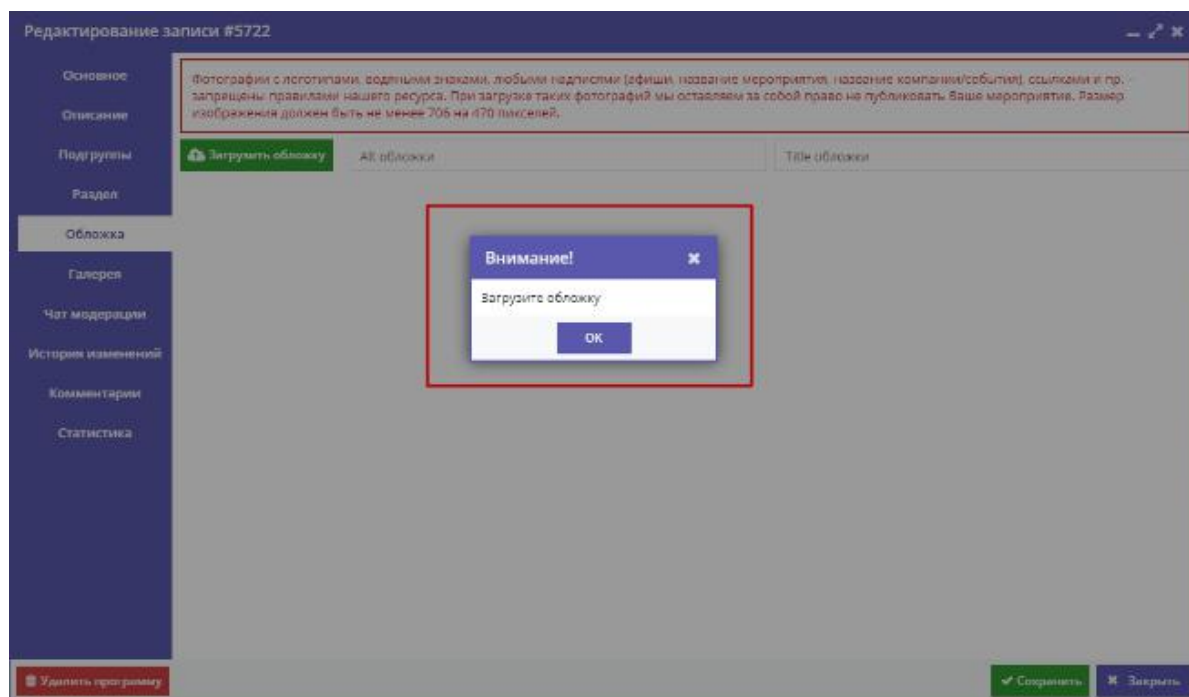 Редактирование записи #5722
Основное
Описание
Подгруппы
Раздел
Обложка
Галерея
Чат модерации
История изменений
Комментарии
Статистика
Фотографии с логотипами, водяными знаками, любыми надписями (афиши, название мероприятия, название компании/события), ссылками и пр. -
запрещены правилами нашего ресурса. При загрузке таких фотографий мы оставляем за собой право не публиковать Ваше мероприятие. Размер
изображения должен быть не менее 706 на 470 пикселей.
Загрузить обложку
Alt обложки
Title обложки
Внимание!
Загрузите обложку
ОК
Удалить программу
Сохранить
Закрыть